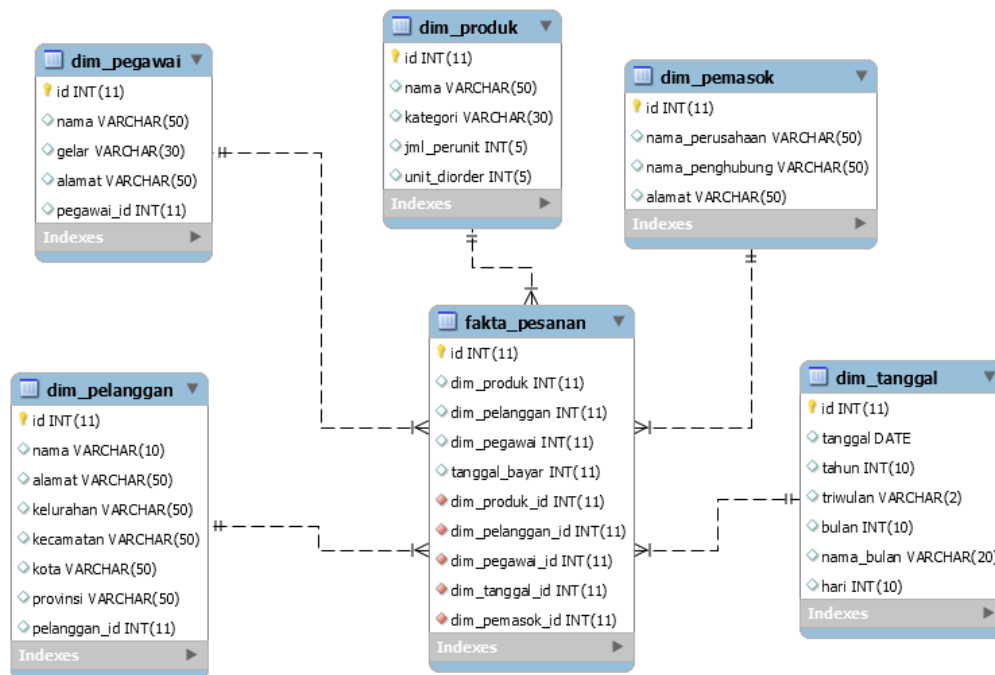 dim_pegawai
id INT(11)
nama VARCHAR(50)
gelar VARCHAR(30)
alamat VARCHAR(50)
pegawai_id INT(11)
Indexes
dim_produk
id INT(11)
nama VARCHAR(50)
kategori VARCHAR(30)
jml_perunit INT(5)
unit_diorder INT(5)
Indexes
dim_pemasok
id INT(11)
nama_perusahaan VARCHAR(50)
nama_penghubung VARCHAR(50)
alamat VARCHAR(50)
Indexes
dim_pelanggan
id INT(11)
nama VARCHAR(10)
alamat VARCHAR(50)
kelurahan VARCHAR(50)
kecamatan VARCHAR(50)
kota VARCHAR(50)
provinsi VARCHAR(50)
pelanggan_id INT(11)
Indexes
fakta_pesanan
id INT(11)
dim_produk INT(11)
dim_pelanggan INT(11)
dim_pegawai INT(11)
tanggal_bayar INT(11)
dim_produk_id INT(11)
dim_pelanggan_id INT(11)
dim_pegawai_id INT(11)
dim_tanggal_id INT(11)
dim_pemasok_id INT(11)
Indexes
dim_tanggal
id INT(11)
tanggal DATE
tahun INT(10)
triwulan VARCHAR(2)
bulan INT(10)
nama_bulan VARCHAR(20)
hari INT(10)
Indexes